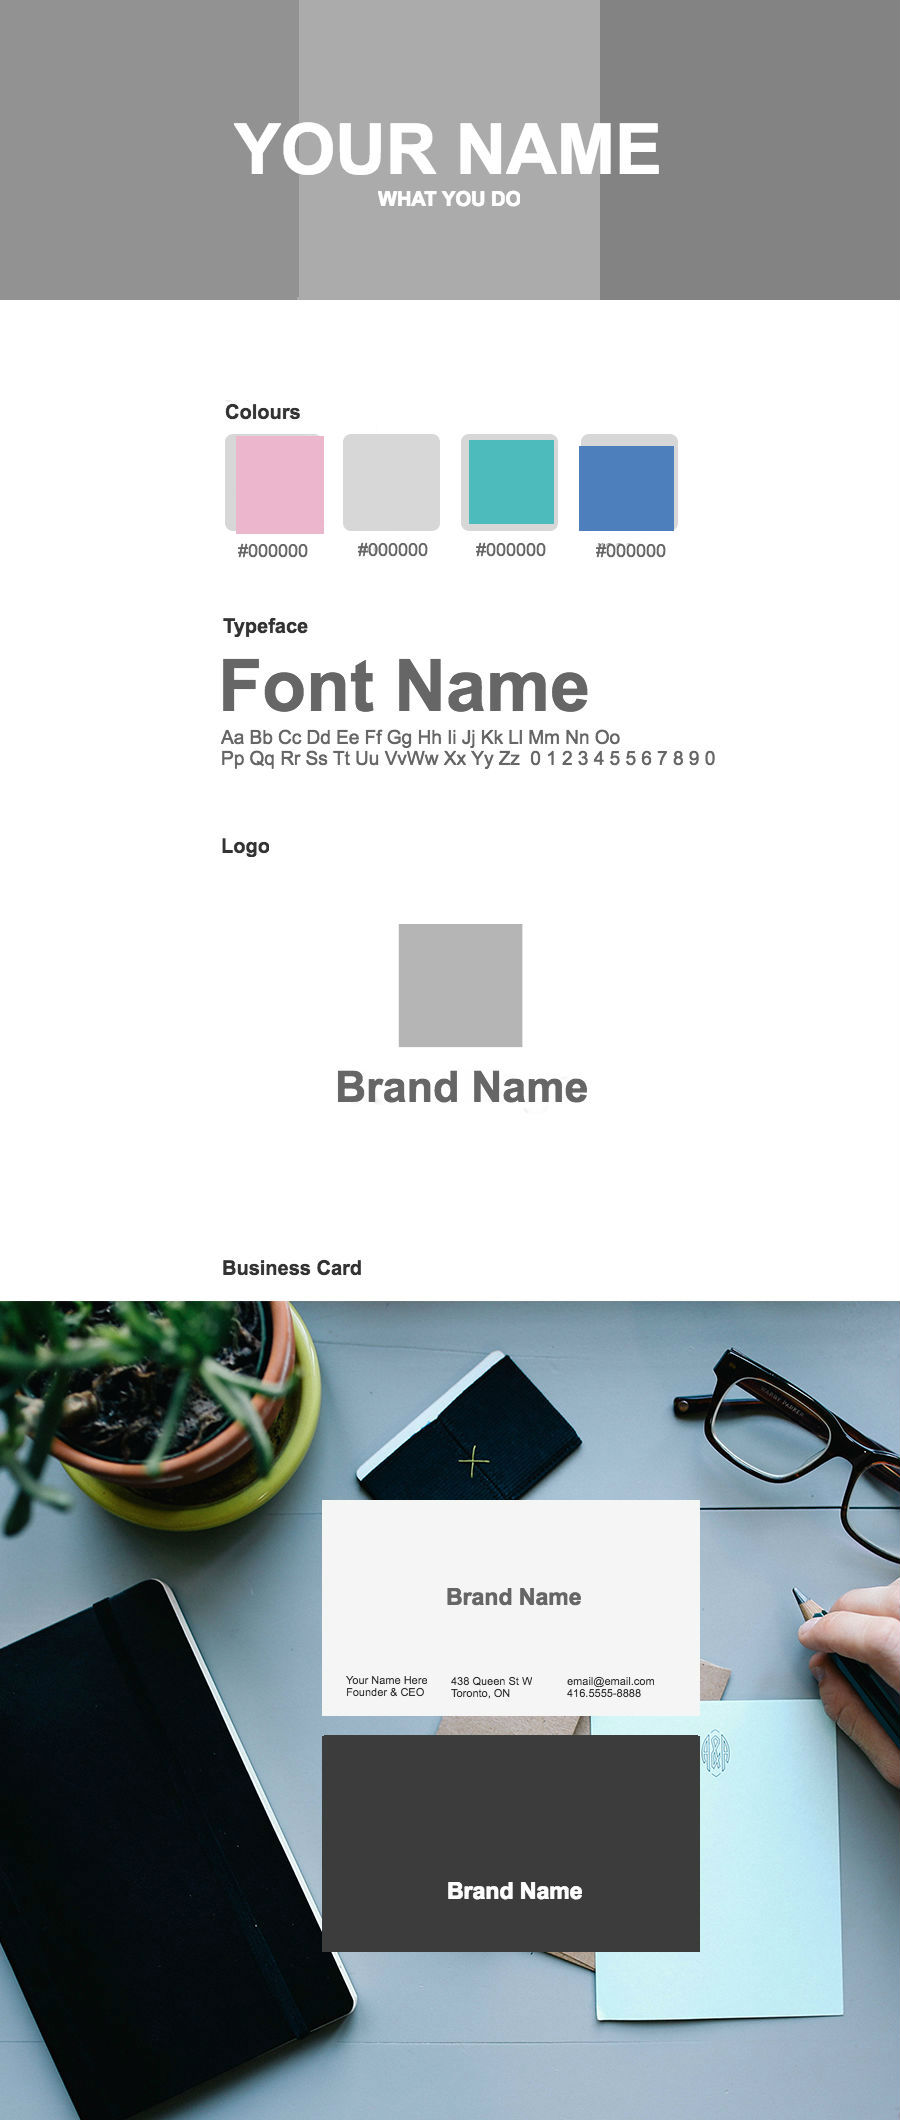 YOUR NAME
WHAT YOU DO
Colours
#000000 #000000 #000000 #000000
Typeface
Font Name
Aa Bb Cc Dd Ee Ff Gg Hh Ii Jj Kk Ll Mm Nn Oo
Pp Qq Rr Ss Tt Uu VvWw Xx Yy Zz 0 1 2 3 4 5 5 6 7 8 9 0
Logo
Brand Name
Business Card
WARBY PARKER
Brand Name
Your Name Here
Founder & CEO
438 Queen St W
Toronto, ON
email@email.com
416.5555-8888
A&A
Brand Name